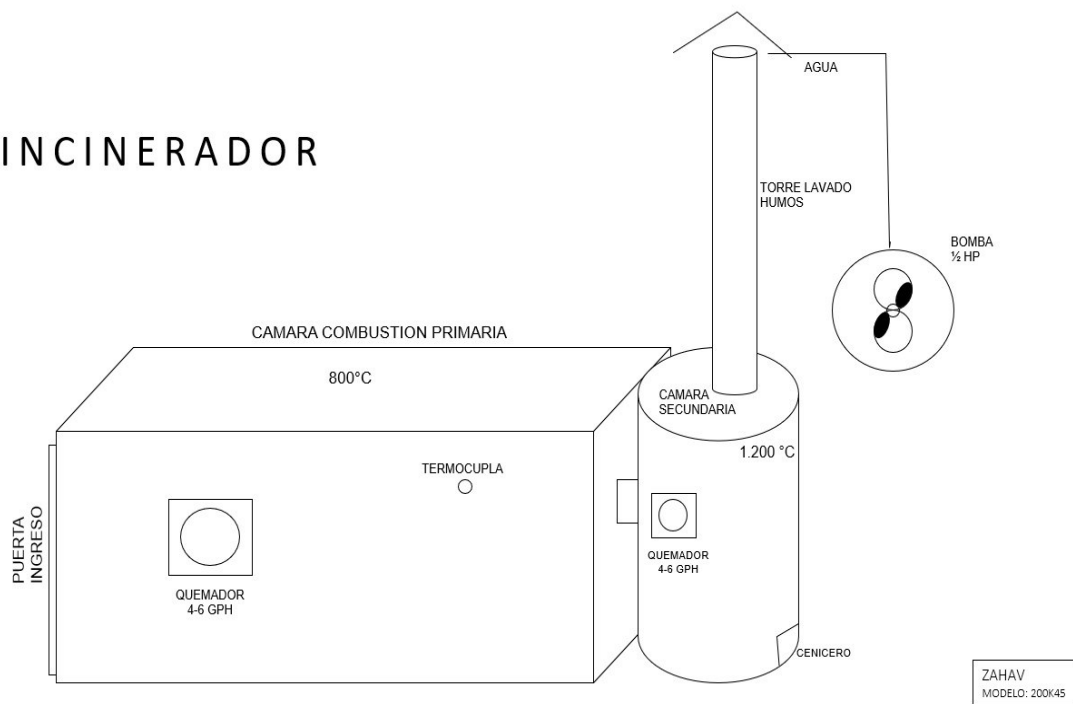 AGUA
INCINERADOR
TORRE LAVADO
HUMOS
BOMBA
½ HP
CAMARA COMBUSTION PRIMARIA
800°C
CAMARA
SECUNDARIA
1.200 °C
TERMOCUPLA
PUERTA
INGRESO
QUEMADOR
4-6 GPH
QUEMADOR
4-6 GPH
CENICERO
ZAHAV
MODELO: 200K45